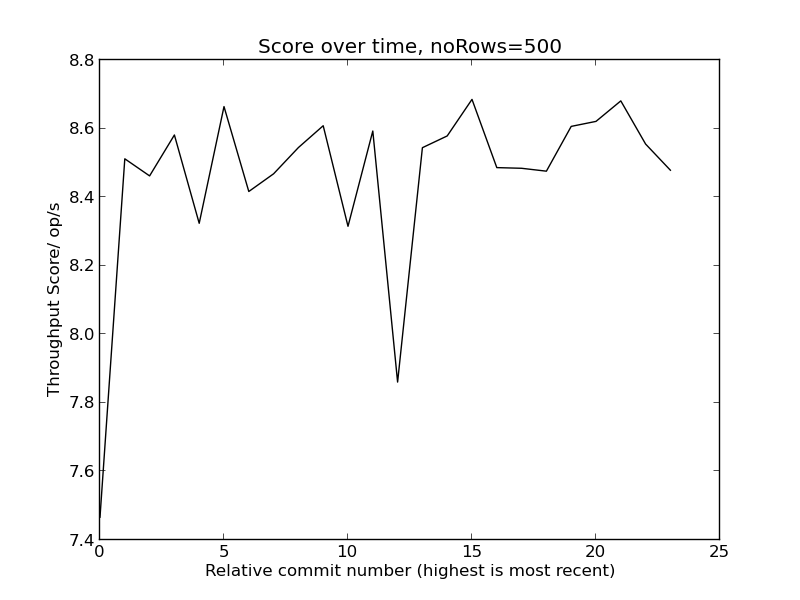 Score over time, noRows=500
8.8
8.6
8.4
8.2
8.0
7.8
7.6
7.4
Throughput Score/ op/s
0 5 10 15 20 25
Relative commit number (highest is most recent)